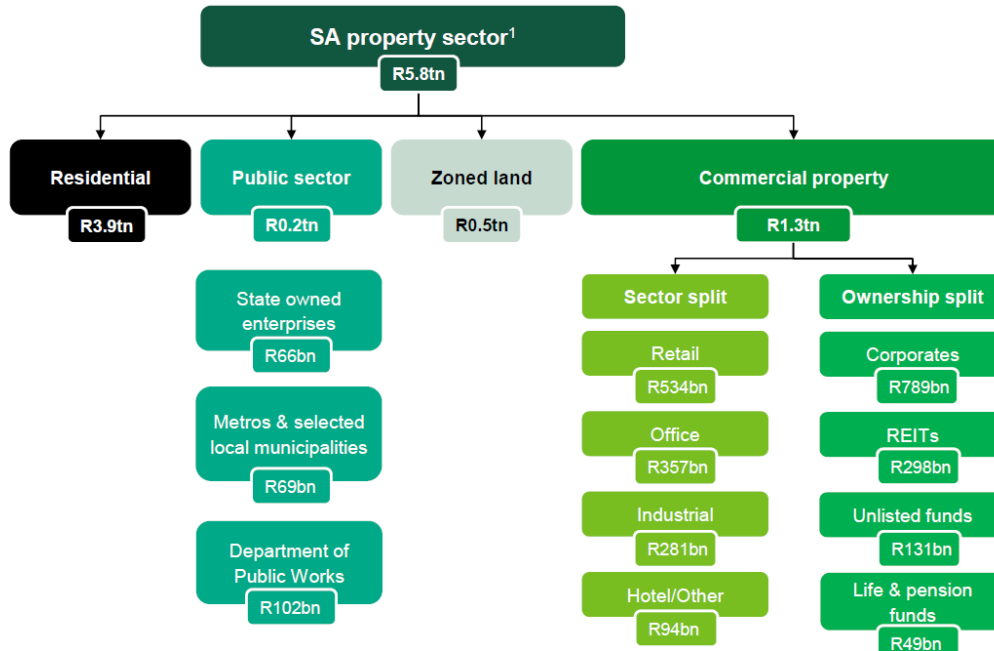 SA property sector¹
R5.8tn
Residential
R3.9tn
Public sector
R0.2tn
Zoned land
R0.5tn
Commercial property
R1.3tn
State owned
enterprises
R66bn
Metros & selected
local municipalities
R69bn
Department of
Public Works
R102bn
Sector split
Retail
R534bn
Office
R357bn
Industrial
R281bn
Hotel/Other
R94bn
Ownership split
Corporates
R789bn
REITs
R298bn
Unlisted funds
R131bn
Life & pension
funds
R49bn